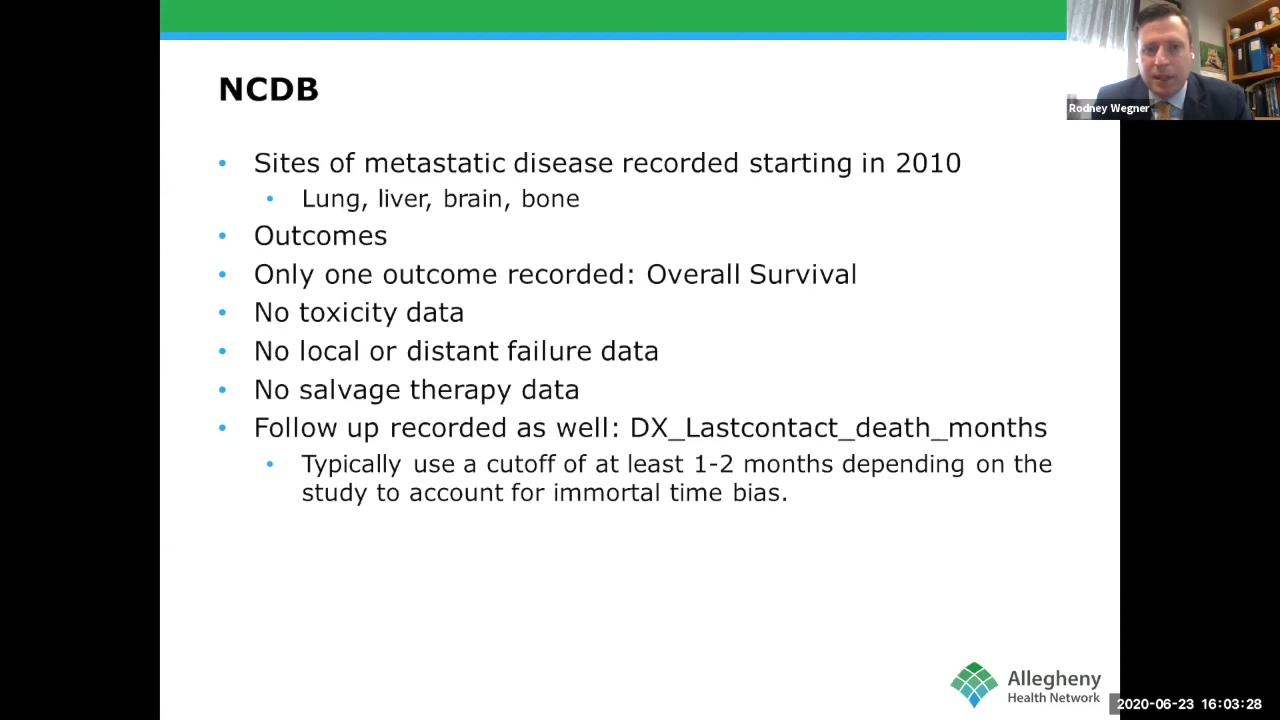 NCDB
Rodney Wegner
• Sites of metastatic disease recorded starting in 2010
• Lung, liver, brain, bone
• Outcomes
• Only one outcome recorded: Overall Survival
• No toxicity data
• No local or distant failure data
• No salvage therapy data
• Follow up recorded as well: DX_Lastcontact_death_months
• Typically use a cutoff of at least 1-2 months depending on the
study to account for immortal time bias.
Allegheny
Health Network
2020-06-23 16:03:28